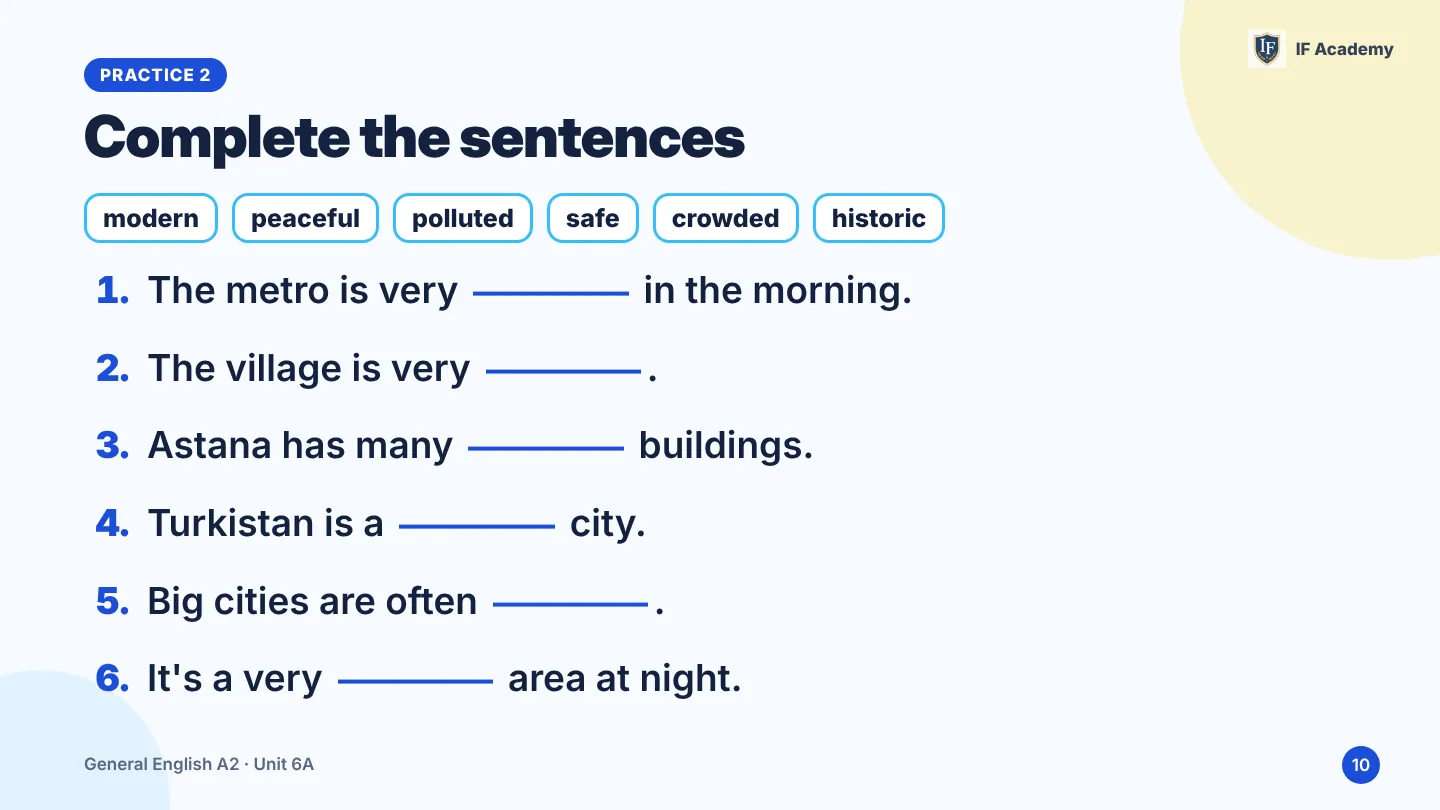 IF IF Academy
PRACTICE 2
Complete the sentences
modern peaceful polluted safe crowded historic
1. The metro is very ________ in the morning.
2. The village is very ________.
3. Astana has many ________ buildings.
4. Turkistan is a ________ city.
5. Big cities are often ________.
6. It's a very ________ area at night.
General English A2 · Unit 6A
10